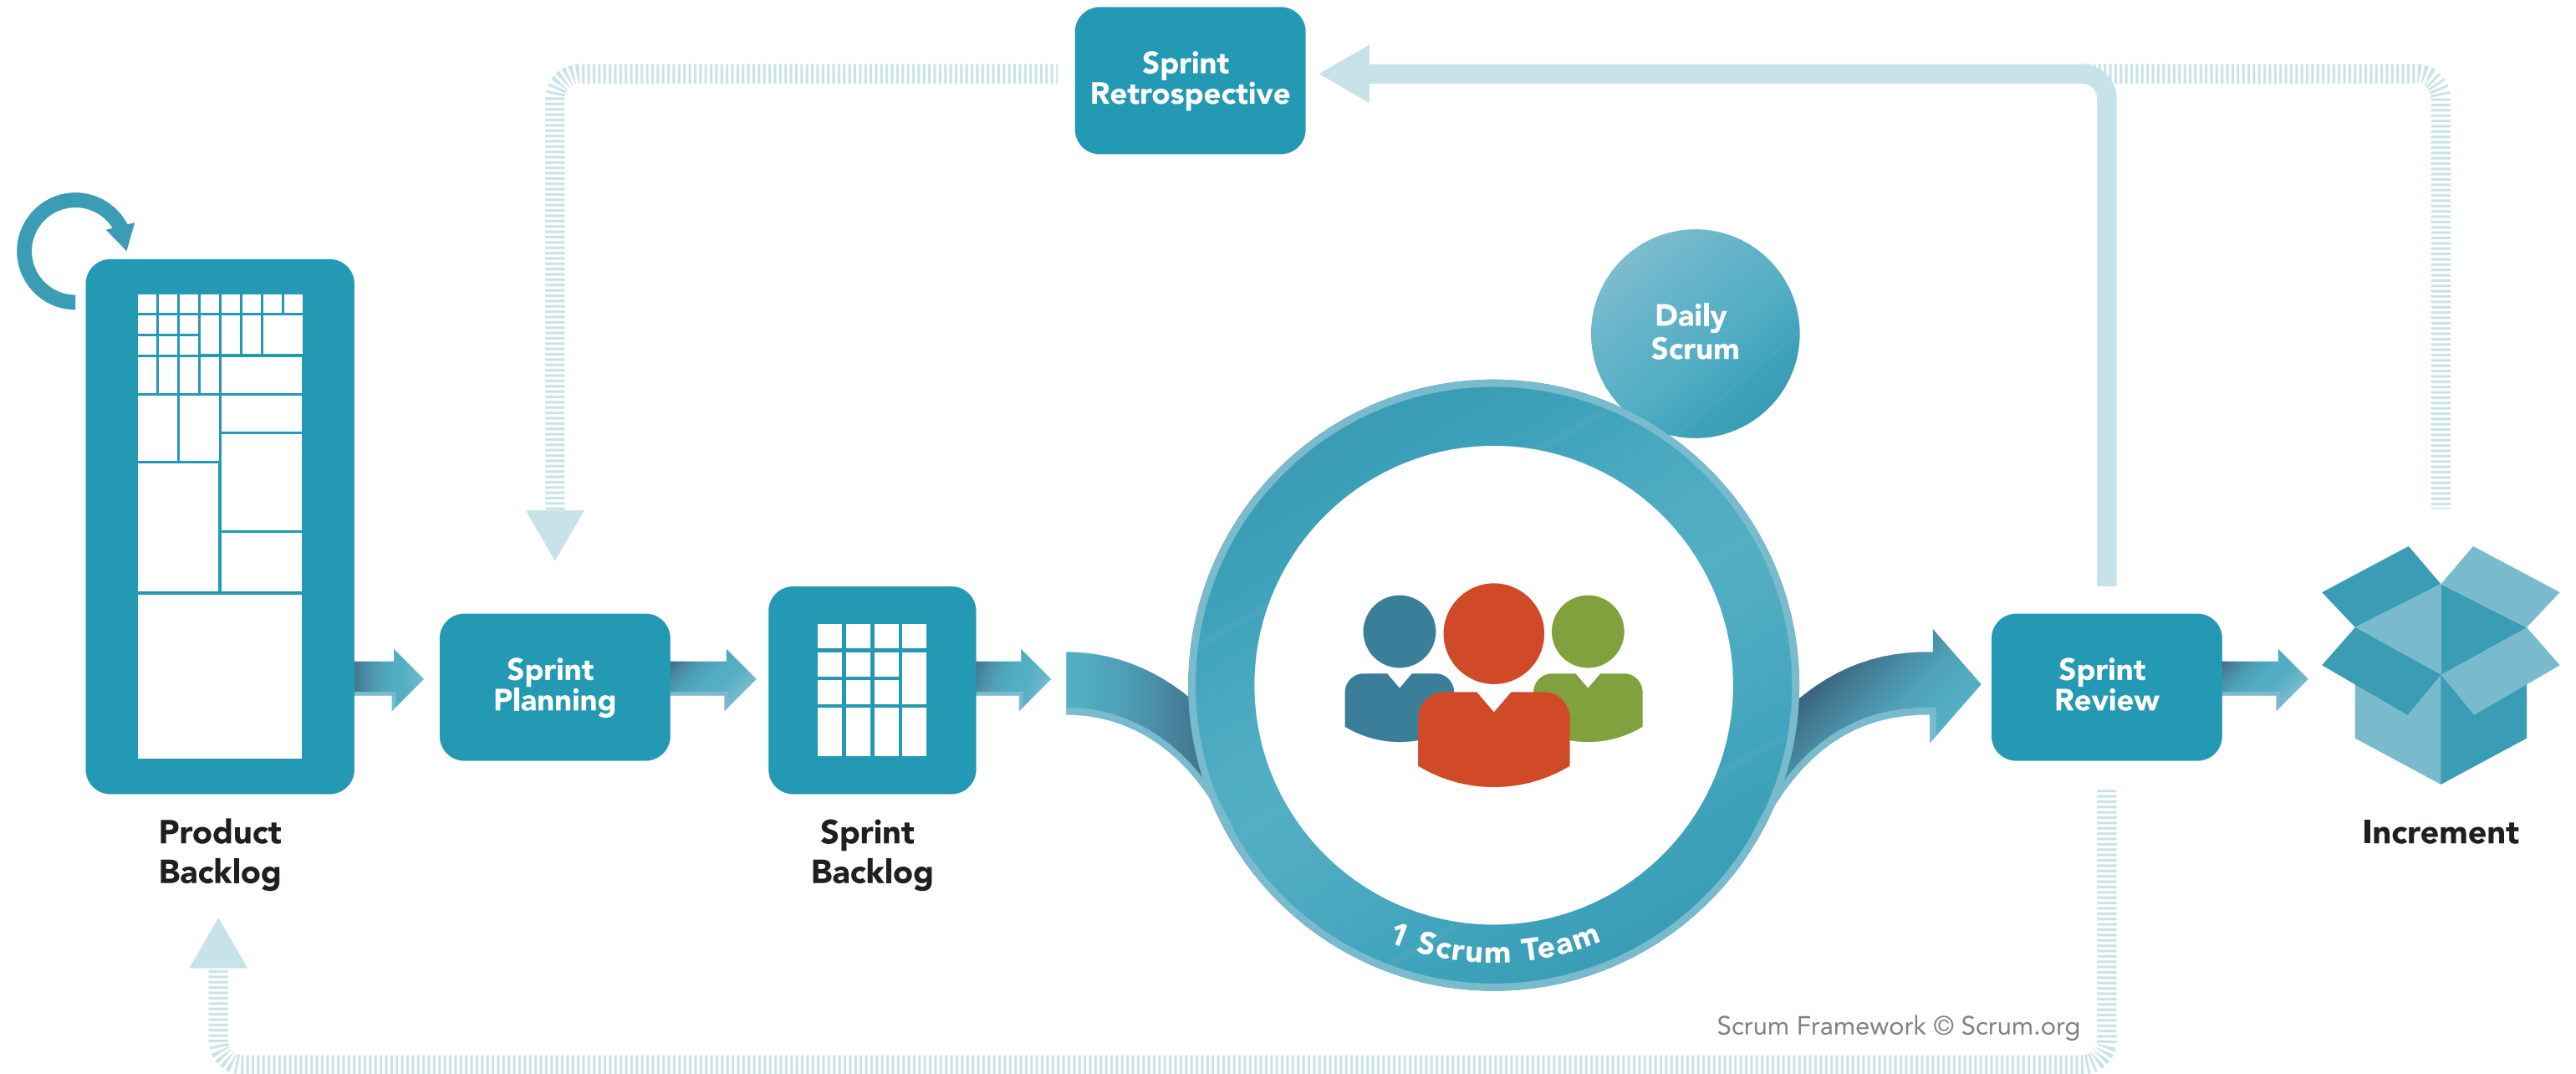 Sprint
Retrospective
Daily
Scrum
Sprint
Planning
Sprint
Review
Product
Backlog
Sprint
Backlog
Increment
1 Scrum Team
Scrum Framework © Scrum.org